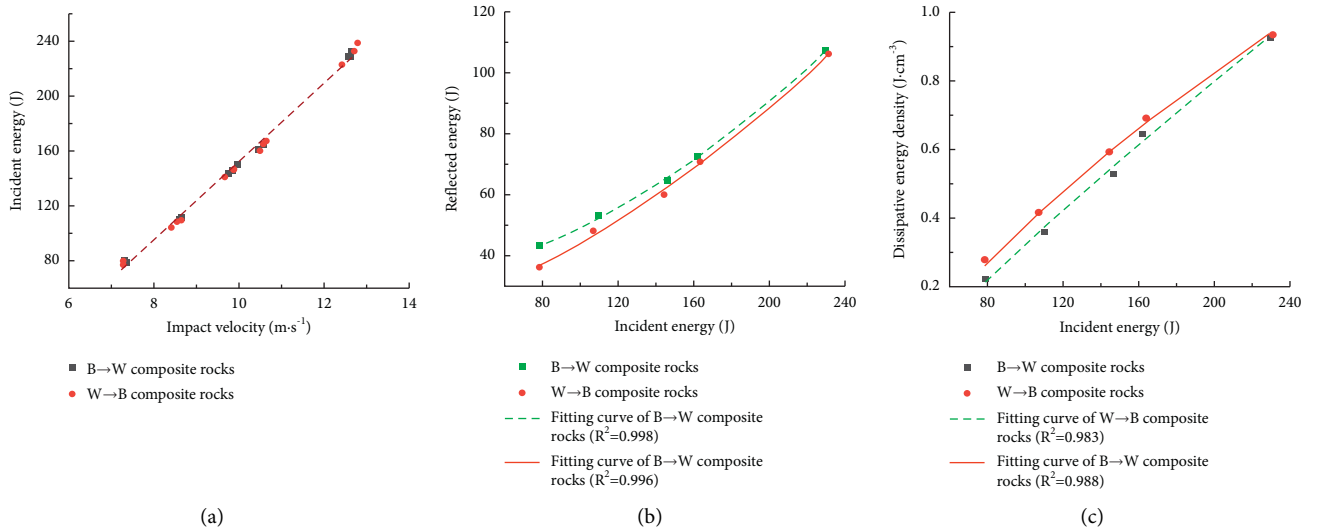 240
200
160
120
80
Incident energy (J)
6 8 10 12 14
Impact velocity (m·s⁻¹)
B→W composite rocks
W→B composite rocks
(a)
120
100
80
60
40
Reflected energy (J)
80 120 160 200 240
Incident energy (J)
B→W composite rocks
W→B composite rocks
Fitting curve of B→W composite
rocks (R²=0.998)
Fitting curve of B→W composite
rocks (R²=0.996)
(b)
1.0
0.8
0.6
0.4
0.2
Dissipative energy density (J·cm⁻³)
80 120 160 200 240
Incident energy (J)
B→W composite rocks
W→B composite rocks
Fitting curve of W→B composite
rocks (R²=0.983)
Fitting curve of B→W composite
rocks (R²=0.988)
(c)